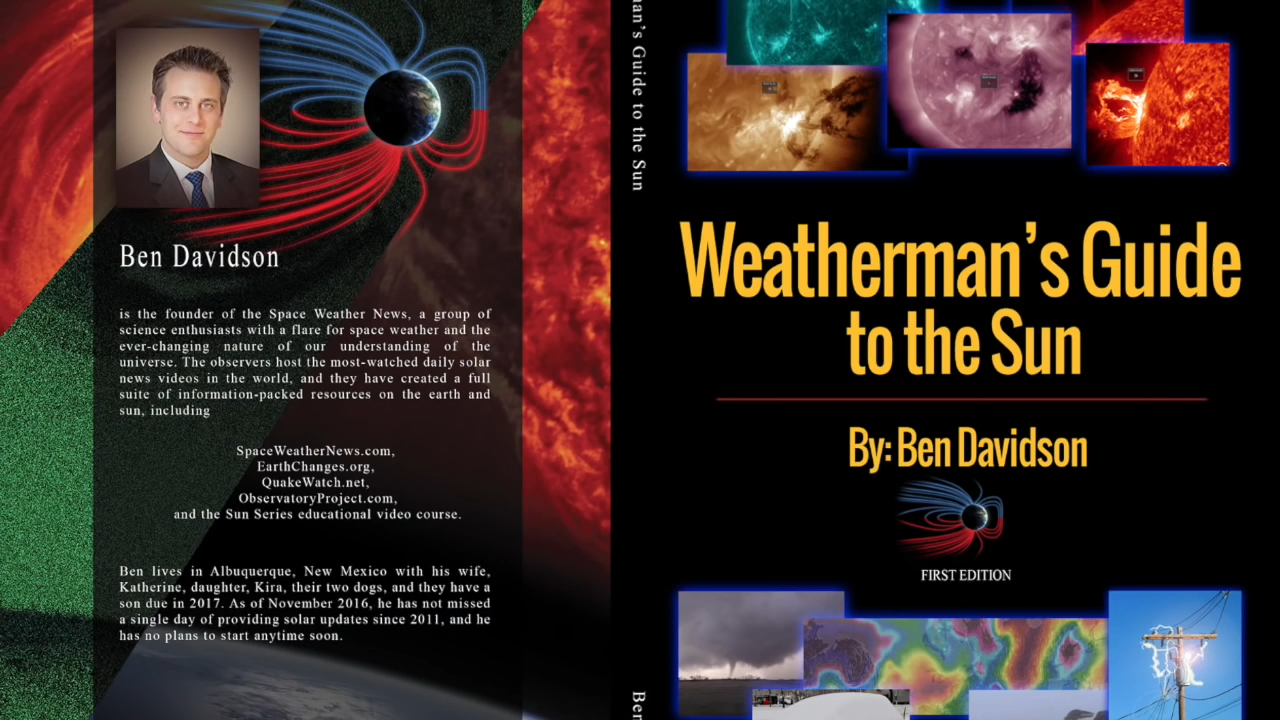 Ben Davidson
is the founder of the Space Weather News, a group of
science enthusiasts with a flare for space weather and the
ever-changing nature of our understanding of the
universe. The observers host the most-watched daily solar
news videos in the world, and they have created a full
suite of information-packed resources on the earth and
sun, including
SpaceWeatherNews.com,
EarthChanges.org,
QuakeWatch.net,
ObservatoryProject.com,
and the Sun Series educational video course.
Ben lives in Albuquerque, New Mexico with his wife,
Katherine, daughter, Kira, their two dogs, and they have a
son due in 2017. As of November 2016, he has not missed
a single day of providing solar updates since 2011, and he
has no plans to start anytime soon.
man's Guide to the Sun
Ben
Weatherman's Guide
to the Sun
By: Ben Davidson
FIRST EDITION